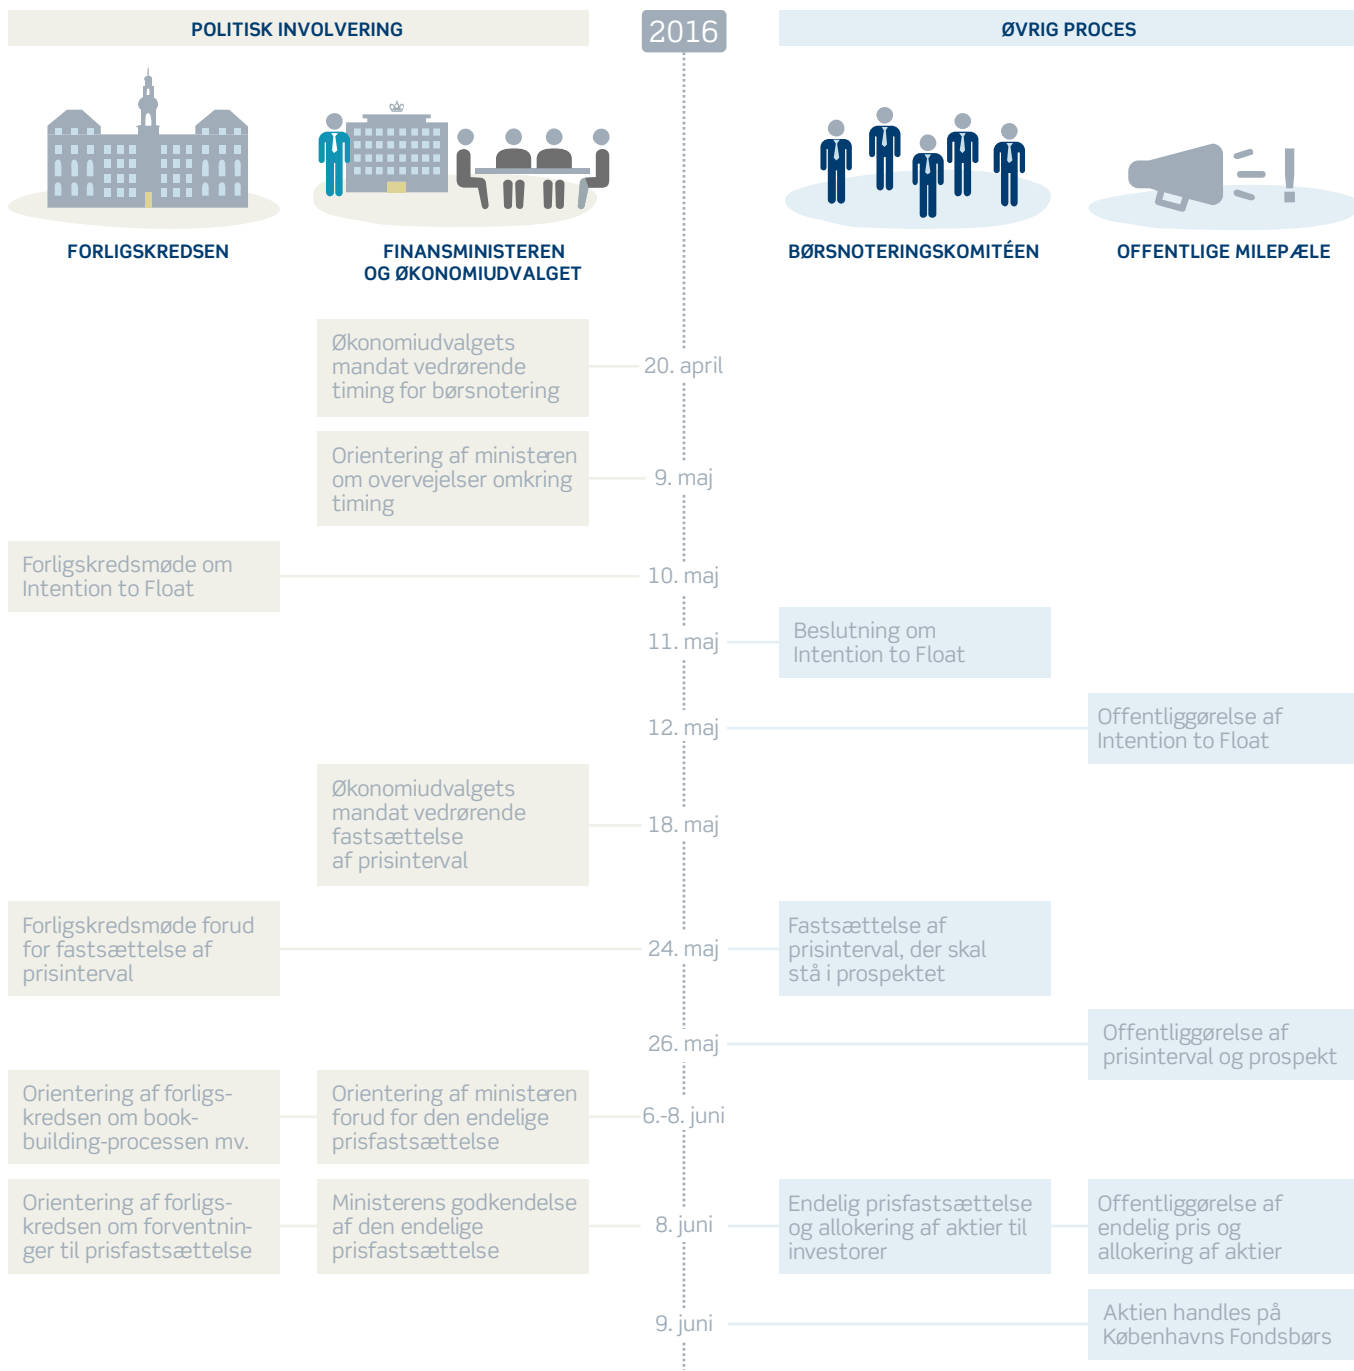 POLITISK INVOLVERING
2016
ØVRIG PROCES
FORLIGSKREDSEN
FINANSMINISTEREN
OG ØKONOMIUDVALGET
BØRSNOTERINGSKOMITÉEN
OFFENTLIGE MILEPÆLE
Økonomiudvalgets
mandat vedrørende
timing for børsnotering
20. april
Orientering af ministeren
om overvejelser omkring
timing
9. maj
Forligskredsmøde om
Intention to Float
10. maj
11. maj
Beslutning om
Intention to Float
12. maj
Offentliggørelse af
Intention to Float
Økonomiudvalgets
mandat vedrørende
fastsættelse
af prisinterval
18. maj
Forligskredsmøde forud
for fastsættelse af
prisinterval
24. maj
Fastsættelse af
prisinterval, der skal
stå i prospektet
26. maj
Offentliggørelse af
prisinterval og prospekt
Orientering af forligs-
kredsen om book-
building-processen mv.
Orientering af ministeren
forud for den endelige
prisfastsættelse
6.-8. juni
Orientering af forligs-
kredsen om forventnin-
ger til prisfastsættelse
Ministerens godkendelse
af den endelige
prisfastsættelse
8. juni
Endelig prisfastsættelse
og allokering af aktier til
investorer
Offentliggørelse af
endelig pris og
allokering af aktier
9. juni
Aktien handles på
Københavns Fondsbørs